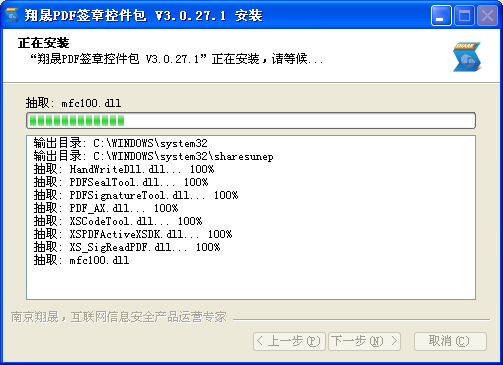 翔晟PDF签章控件包 V3.0.27.1 安装
正在安装
“翔晟PDF签章控件包 V3.0.27.1”正在安装，请等候...
SHARE
抽取: mfc100.dll
输出目录: C:\WINDOWS\system32
输出目录: C:\WINDOWS\system32\sharesunep
抽取: HandWriteDll.dll... 100%
抽取: PDFSealTool.dll... 100%
抽取: PDFSignatureTool.dll... 100%
抽取: PDF_AX.dll... 100%
抽取: XSCodeTool.dll... 100%
抽取: XSPDFActiveXSDK.dll... 100%
抽取: XS_SigReadPDF.dll... 100%
抽取: mfc100.dll
南京翔晟，互联网信息安全产品运营专家
< 上一步(P) 下一步(N) > 取消(C)